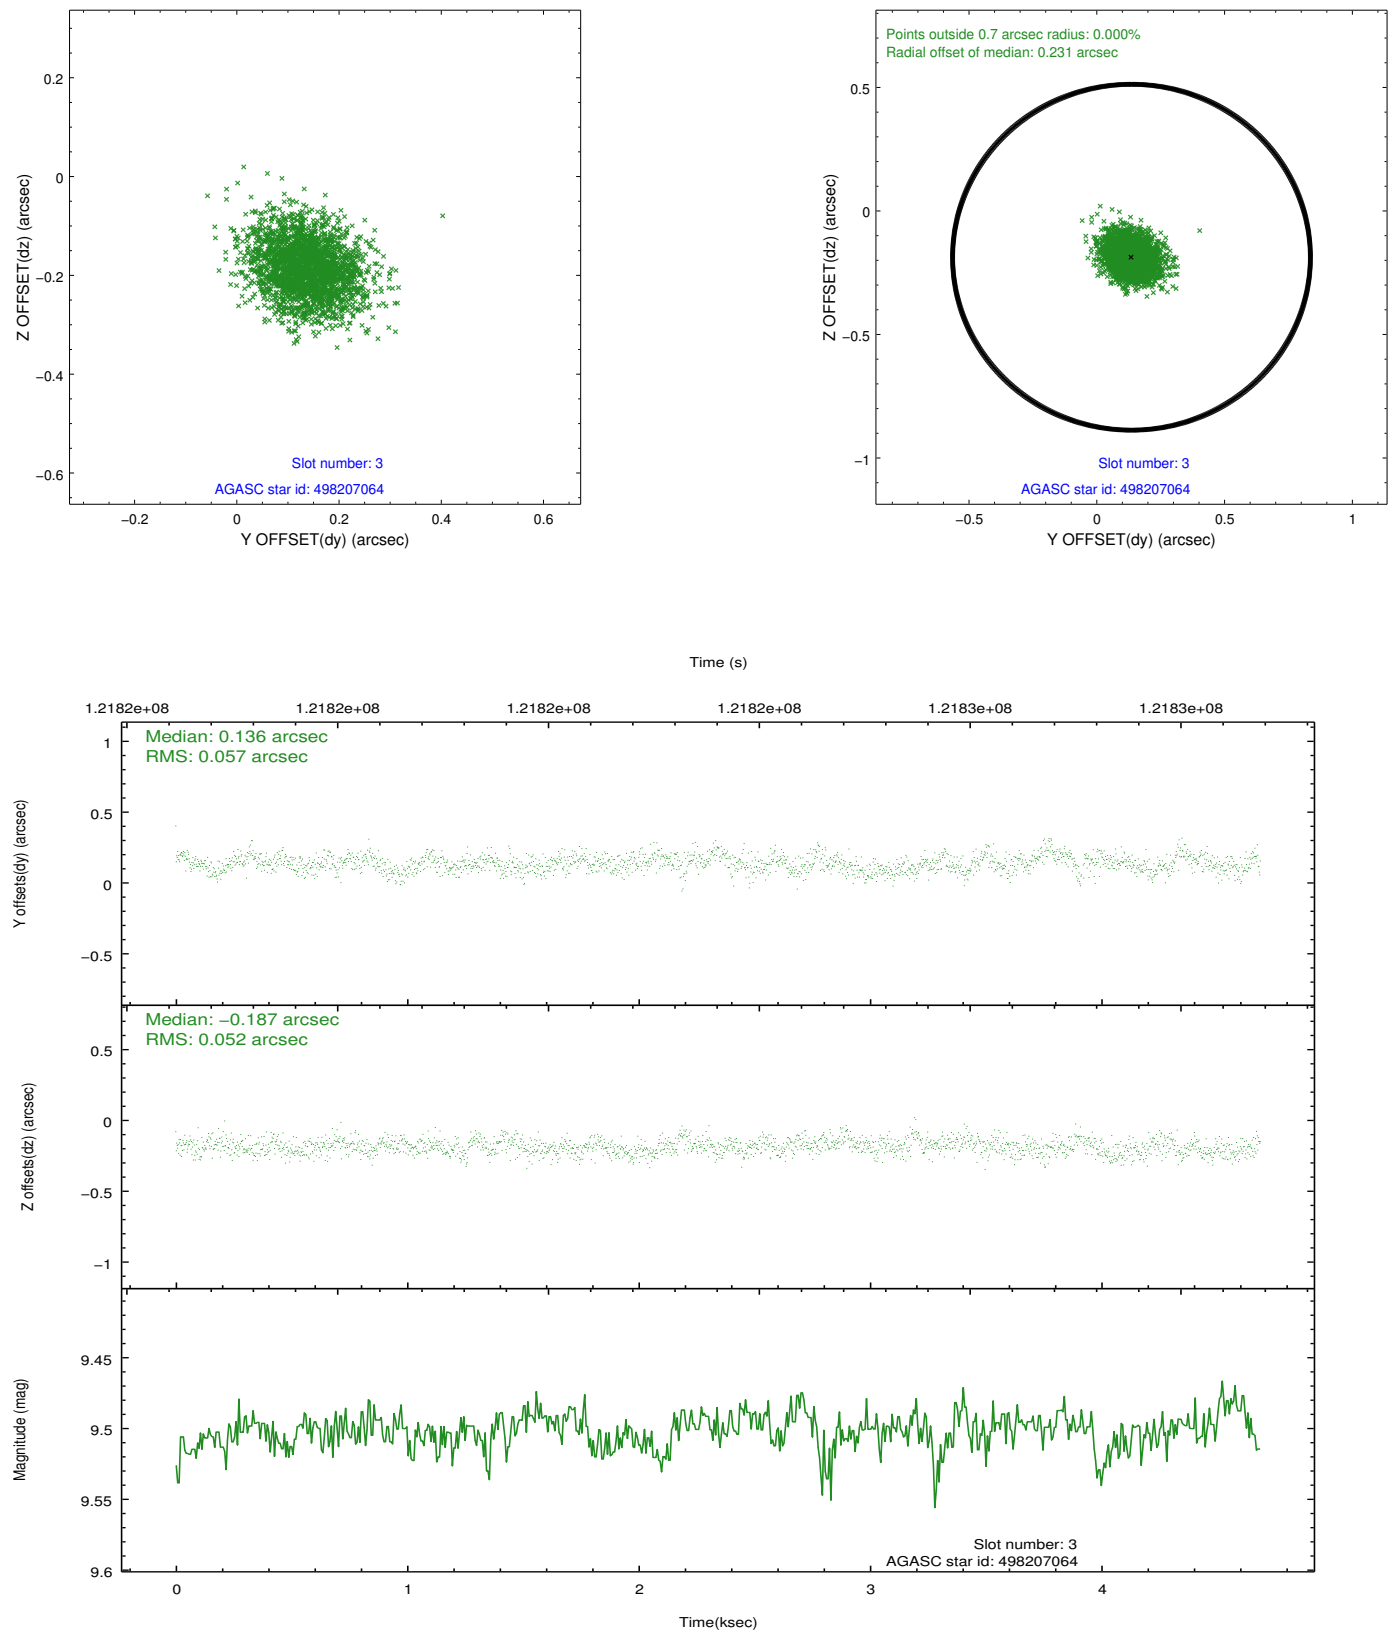 0.2
0
−0.2
−0.4
−0.6
Z OFFSET(dz) (arcsec)
Slot number: 3
AGASC star id: 498207064
−0.2
0
0.2
0.4
0.6
Y OFFSET(dy) (arcsec)
Points outside 0.7 arcsec radius: 0.000%
Radial offset of median: 0.231 arcsec
0.5
0
−0.5
−1
Z OFFSET(dz) (arcsec)
Slot number: 3
AGASC star id: 498207064
−0.5
0
0.5
1
Y OFFSET(dy) (arcsec)
Time (s)
1.2182e+08
1.2182e+08
1.2182e+08
1.2182e+08
1.2183e+08
1.2183e+08
Median: 0.136 arcsec
RMS: 0.057 arcsec
1
0.5
0
−0.5
Y offsets(dy) (arcsec)
Median: −0.187 arcsec
RMS: 0.052 arcsec
0.5
0
−0.5
−1
Z offsets(dz) (arcsec)
9.45
9.5
9.55
9.6
Magnitude (mag)
Slot number: 3
AGASC star id: 498207064
0
1
2
3
4
Time(ksec)